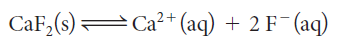 CaF₂(s) ⇌ Ca²⁺(aq) + 2 F⁻(aq)